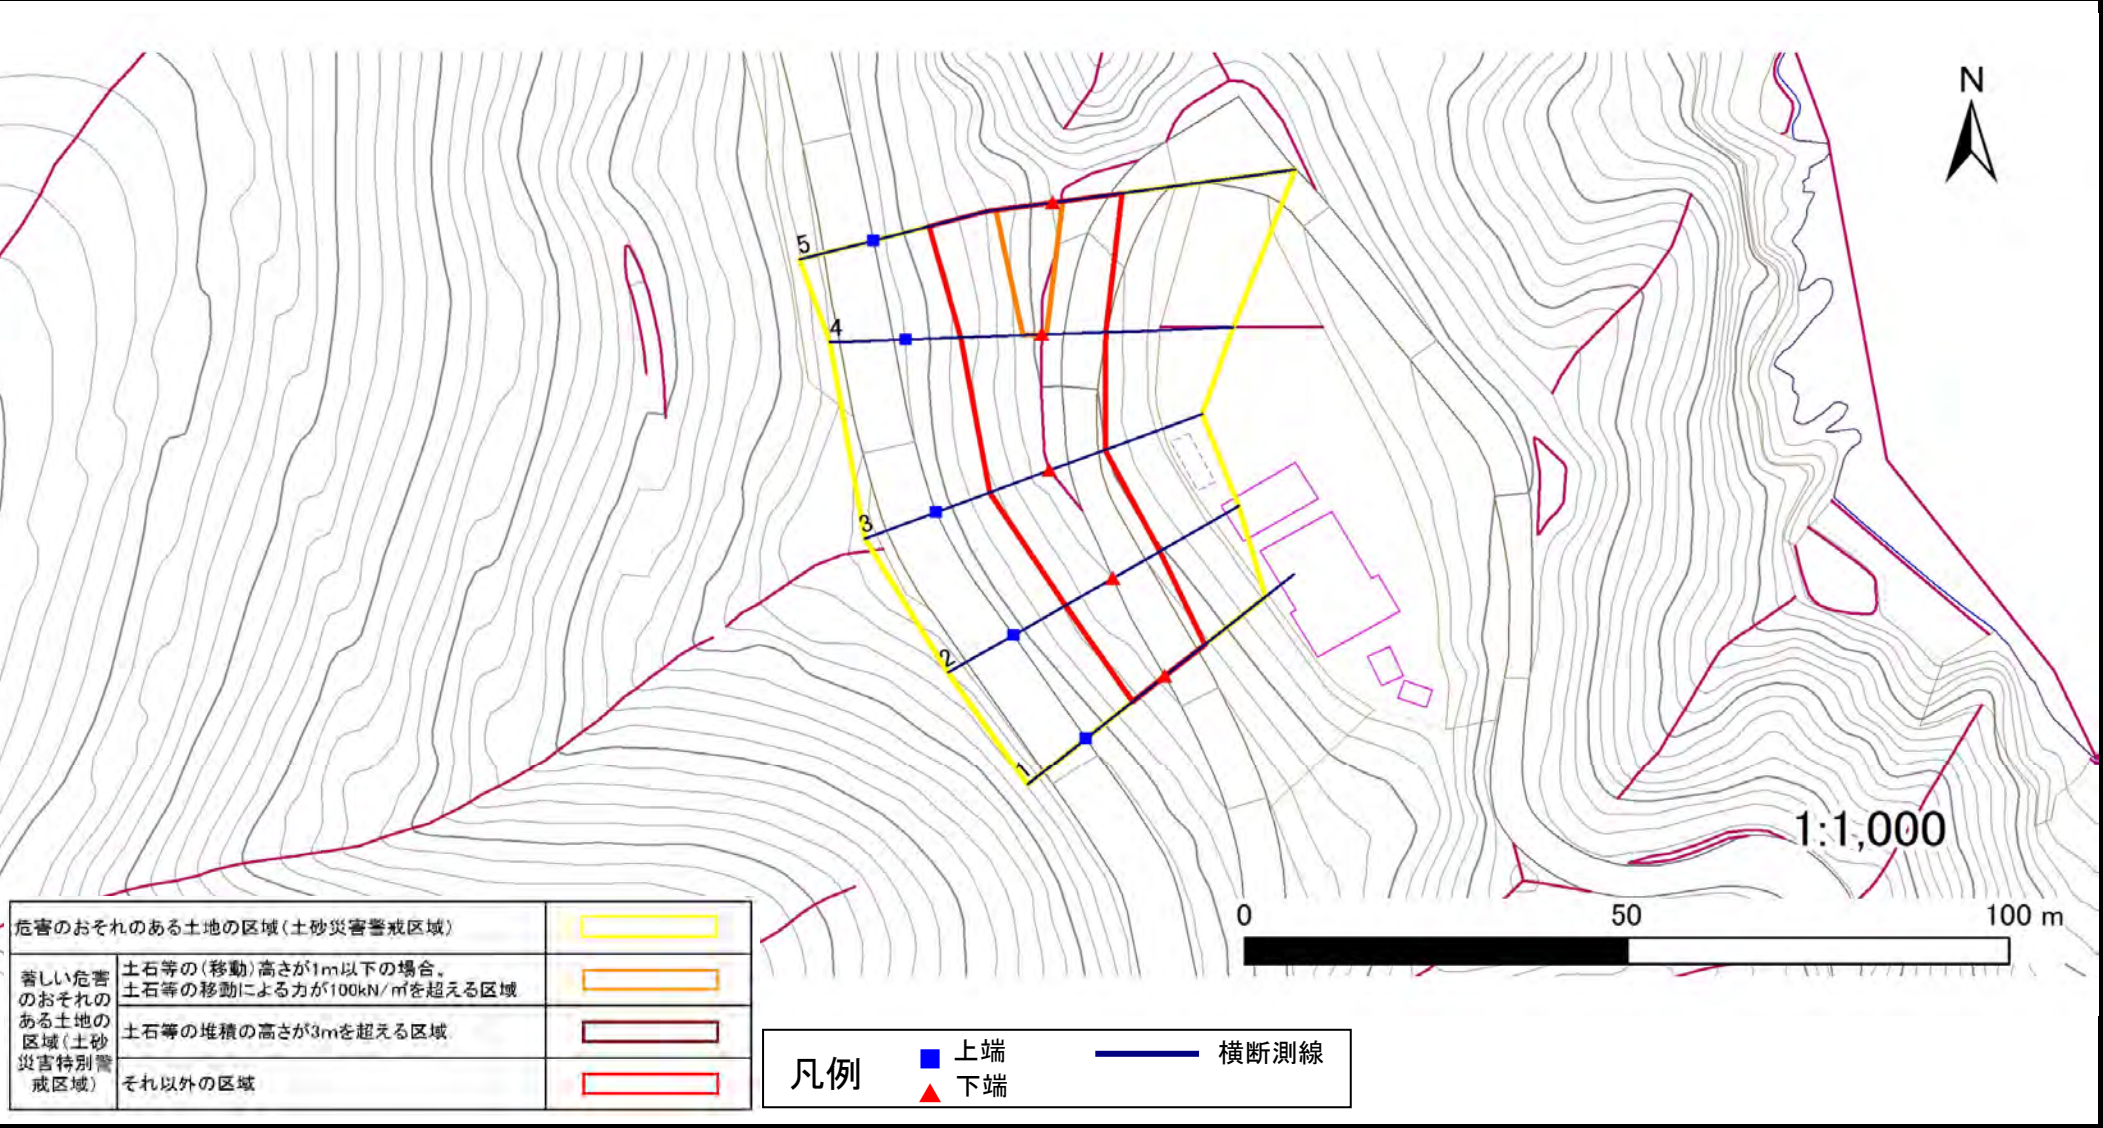 N
5
4
3
2
1
1:1,000
0 50 100 m
危害のおそれのある土地の区域(土砂災害警戒区域)
著しい危害
のおそれの
ある土地の
区域(土砂
災害特別警
戒区域)
土石等の(移動)高さが1m以下の場合、
土石等の移動による力が100kN/㎡を超える区域
土石等の堆積の高さが3mを超える区域
それ以外の区域
凡例
上端
下端
横断測線